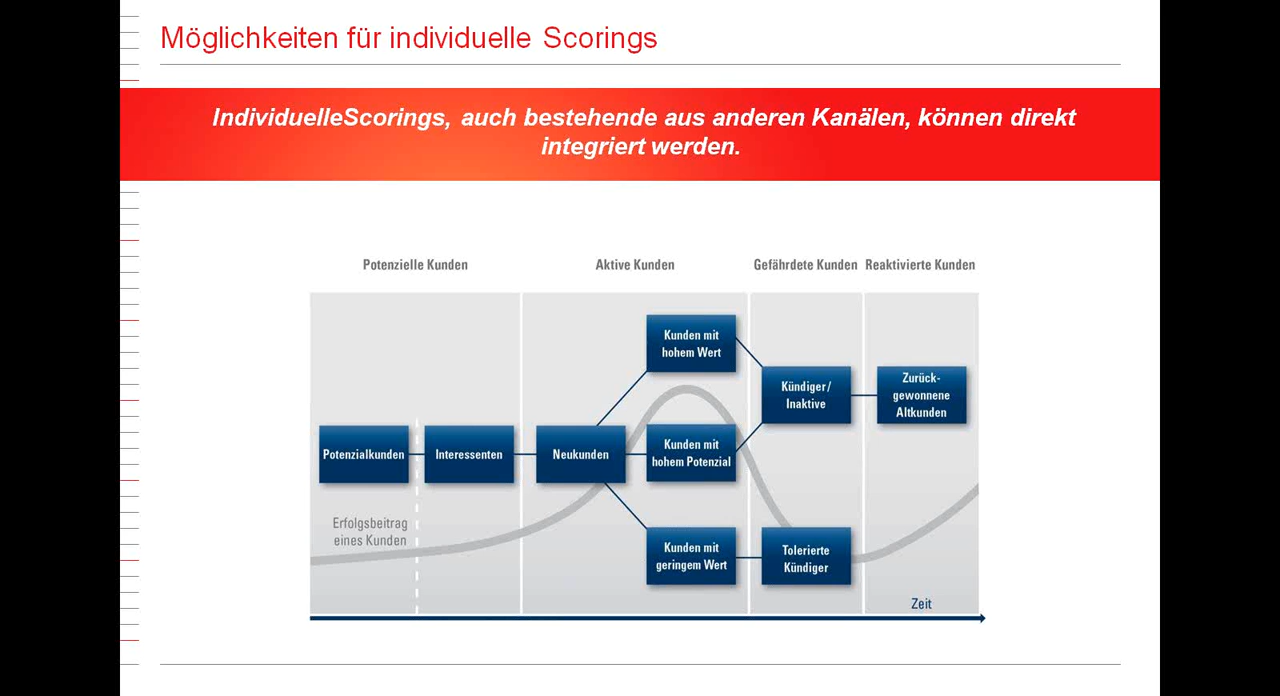 Möglichkeiten für individuelle Scorings
IndividuelleScorings, auch bestehende aus anderen Kanälen, können direkt
integriert werden.
Potenzielle Kunden
Aktive Kunden
Gefährdete Kunden
Reaktivierte Kunden
Kunden mit
hohem Wert
Kündiger /
Inaktive
Zurück-
gewonnene
Altkunden
Potenzialkunden
Interessenten
Neukunden
Kunden mit
hohem Potenzial
Erfolgsbeitrag
eines Kunden
Kunden mit
geringem Wert
Tolerierte
Kündiger
Zeit